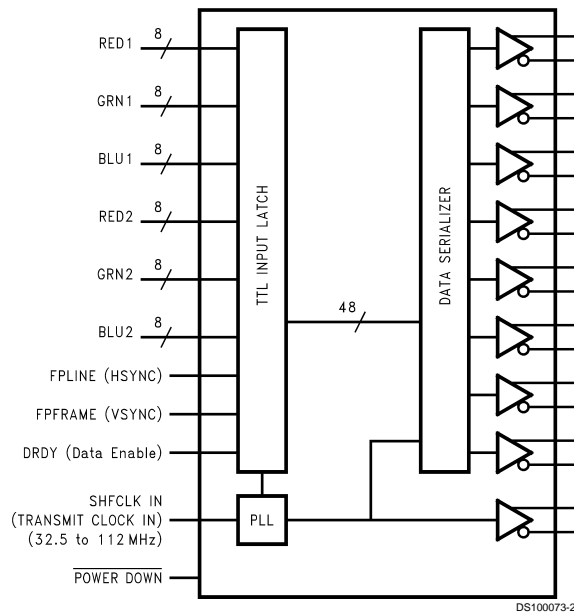 RED1
8
GRN1
8
BLU1
8
RED2
8
GRN2
8
BLU2
8
FPLINE (HSYNC)
FPFRAME (VSYNC)
DRDY (Data Enable)
SHFCLK IN
(TRANSMIT CLOCK IN)
(32.5 to 112 MHz)
POWER DOWN
TTL INPUT LATCH
PLL
48
DATA SERIALIZER
DS100073-2